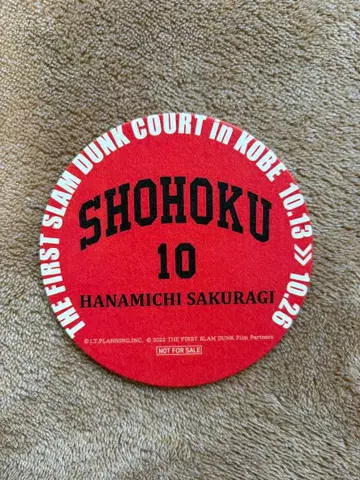 THE FIRST SLAM DUNK COURT in KOBE 10.13 >> 10.26
SHOHOKU
10
HANAMICHI SAKURAGI
© I.T.PLANNING,INC. © 2022 THE FIRST SLAM DUNK Film Partners
NOT FOR SALE